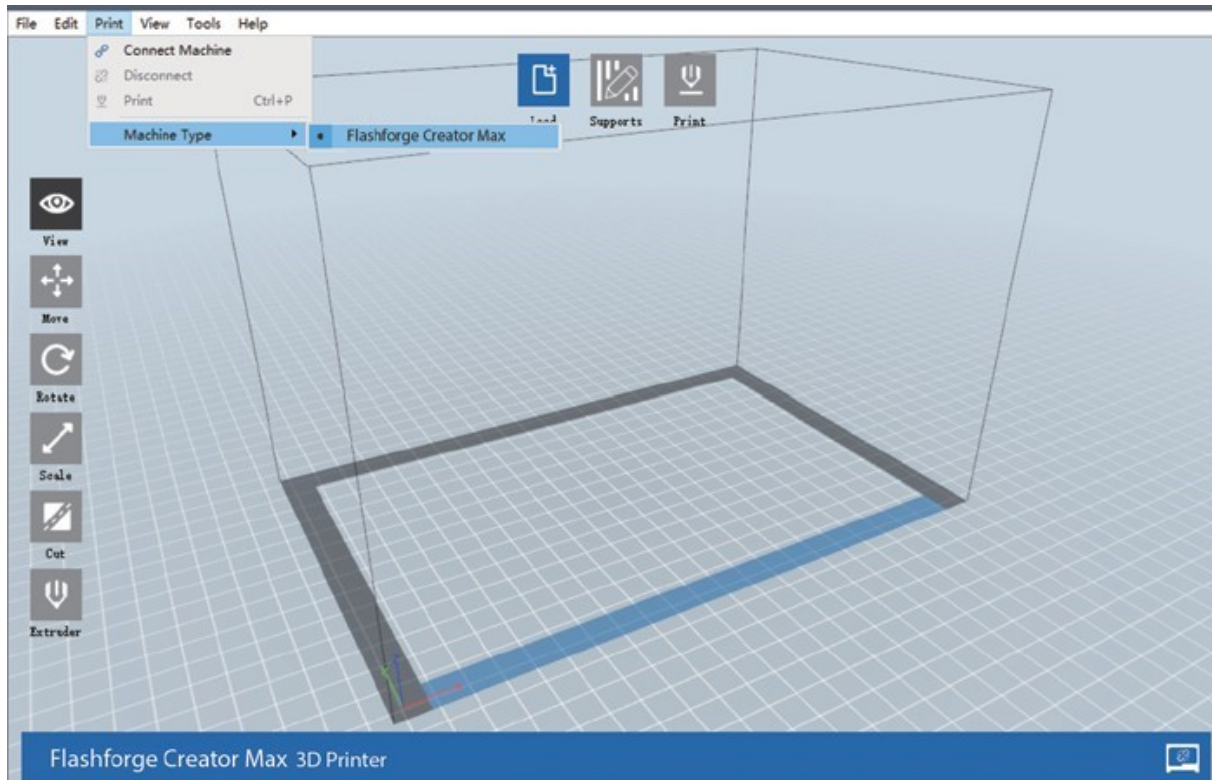 File Edit Print View Tools Help
Connect Machine
Disconnect
Print Ctrl+P
Machine Type
Flashforge Creator Max
Load Supports Print
View
Move
Rotate
Scale
Cut
Extruder
Flashforge Creator Max 3D Printer